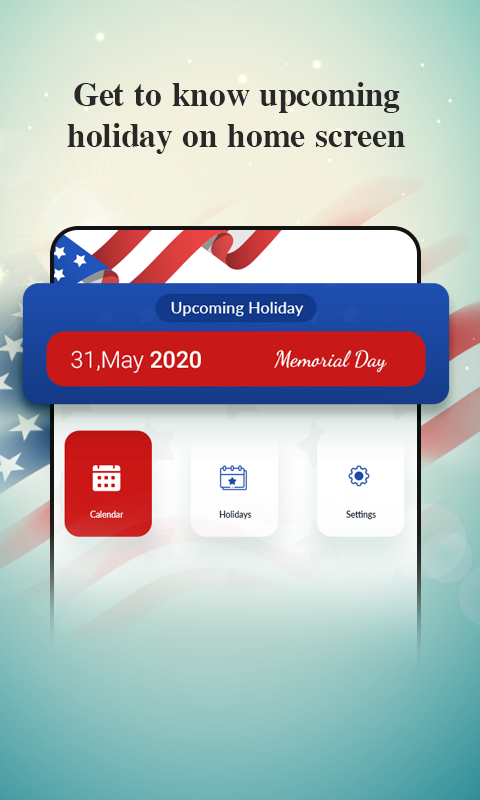 Get to know upcoming
holiday on home screen
Upcoming Holiday
31,May 2020 Memorial Day
Calendar Holidays Settings